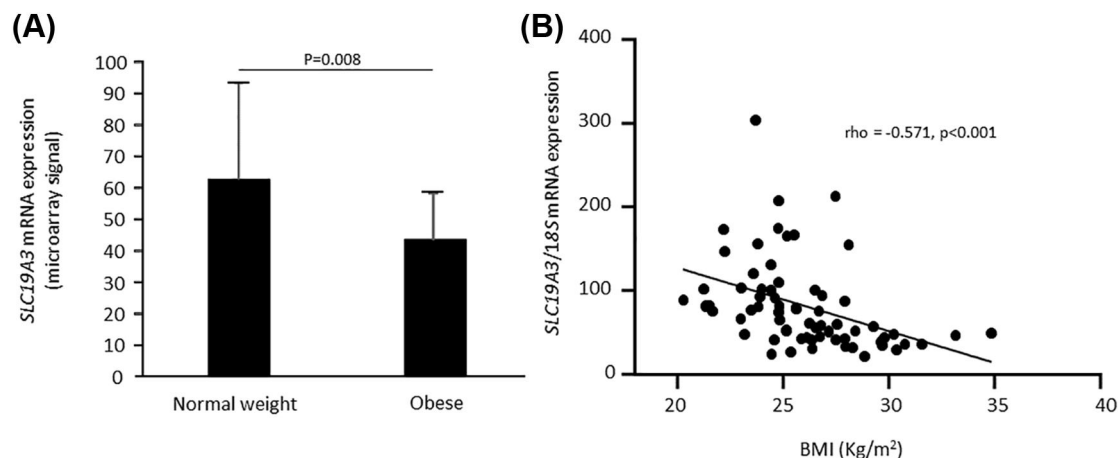 (A)
P=0.008
SLC19A3 mRNA expression
(microarray signal)
100
90
80
70
60
50
40
30
20
10
0
Normal weight
Obese
(B)
SLC19A3/18S mRNA expression
400
300
200
100
0
rho = -0.571, p<0.001
20
25
30
35
40
BMI (Kg/m²)